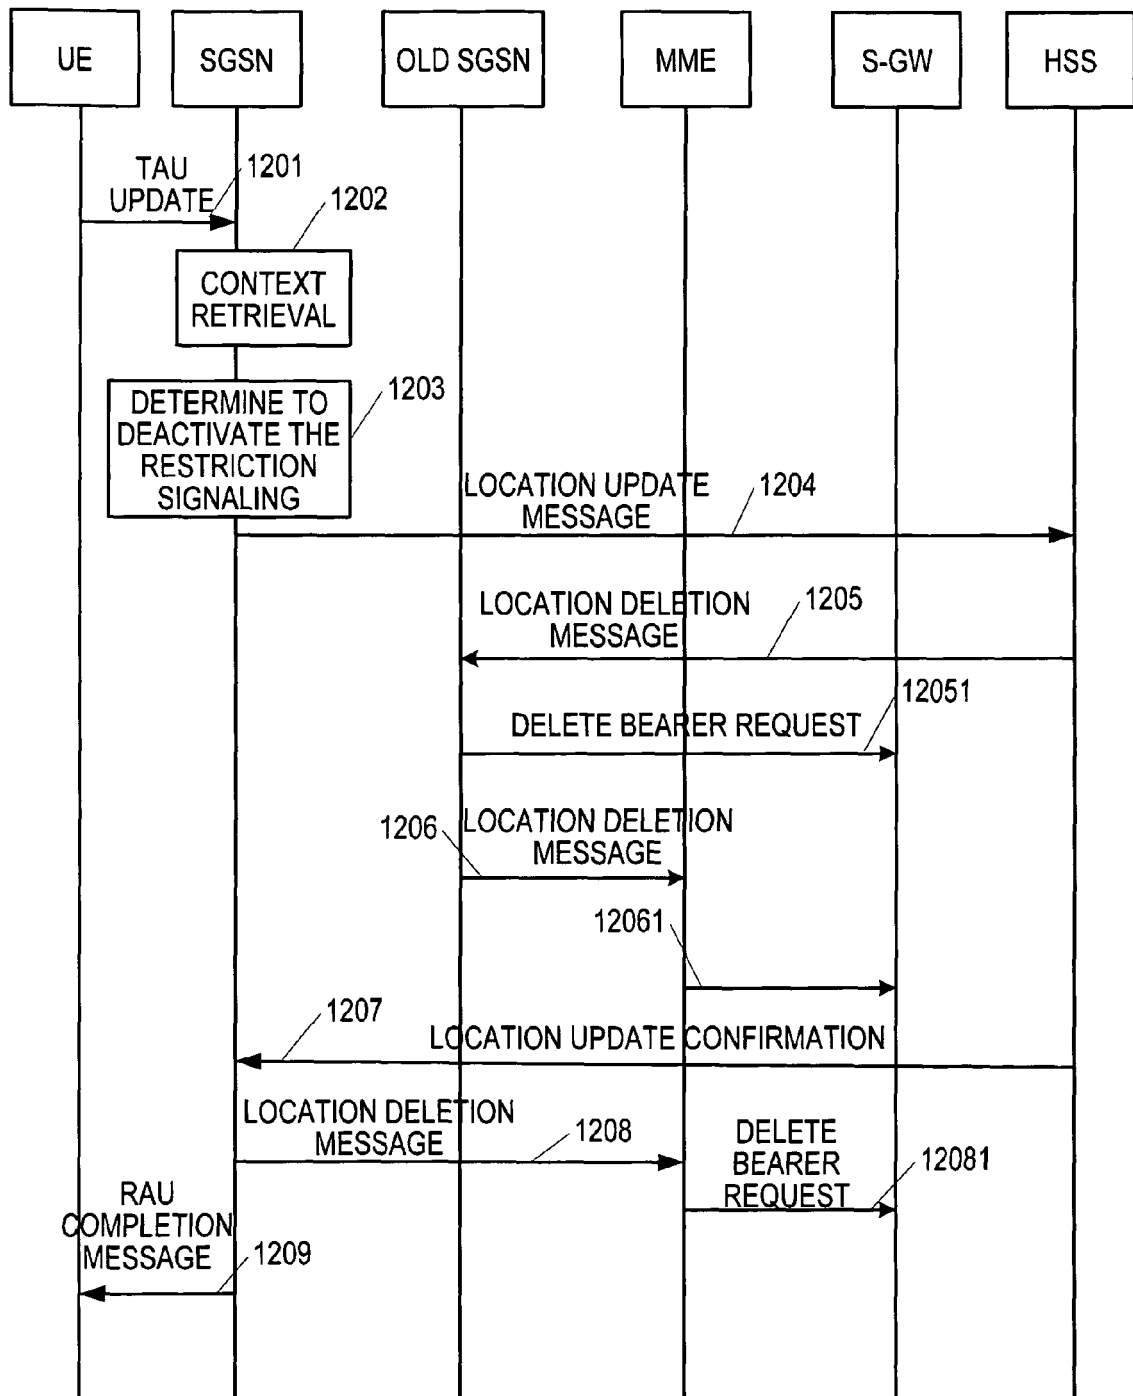 UE
SGSN
OLD SGSN
MME
S-GW
HSS
TAU
UPDATE
1201
1202
CONTEXT
RETRIEVAL
1203
DETERMINE TO
DEACTIVATE THE
RESTRICTION
SIGNALING
LOCATION UPDATE
MESSAGE
1204
LOCATION DELETION
MESSAGE
1205
12051
DELETE BEARER REQUEST
1206
LOCATION DELETION
MESSAGE
12061
1207
LOCATION UPDATE CONFIRMATION
LOCATION DELETION
MESSAGE
1208
DELETE
BEARER
REQUEST
12081
RAU
COMPLETION
MESSAGE
1209